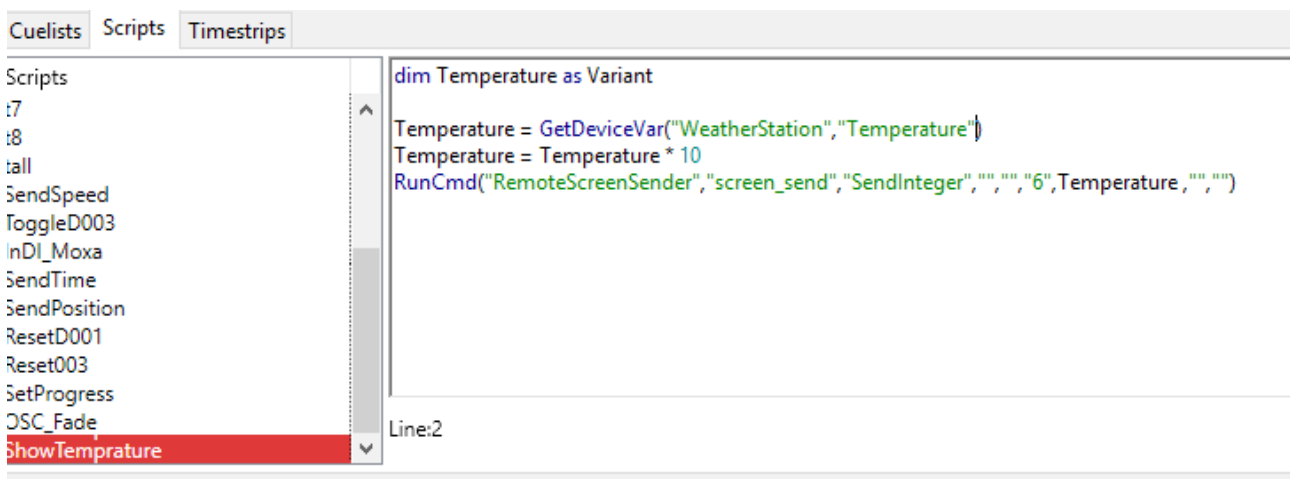 Cuelists Scripts Timestrips
Scripts
t7
t8
tall
SendSpeed
ToggleD003
InDI_Moxa
SendTime
SendPosition
ResetD001
Reset003
SetProgress
OSC_Fade
ShowTemprature
dim Temperature as Variant
Temperature = GetDeviceVar("WeatherStation","Temperature")
Temperature = Temperature * 10
RunCmd("RemoteScreenSender","screen_send","SendInteger","","","6",Temperature ,"","")
Line:2